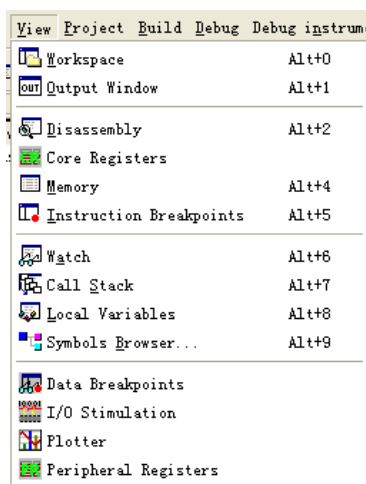 View Project Build Debug Debug instrum
Workspace Alt+0
OUT Output Window Alt+1
Disassembly Alt+2
Core Registers
Memory Alt+4
Instruction Breakpoints Alt+5
Watch Alt+6
Call Stack Alt+7
Local Variables Alt+8
Symbols Browser... Alt+9
Data Breakpoints
I/O Stimulation
Plotter
Peripheral Registers